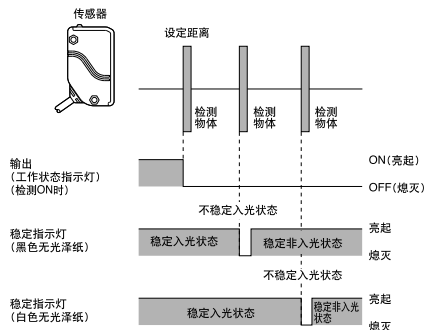 传感器
设定距离
检测
物体
检测
物体
检测
物体
输出
(工作状态指示灯)
(检测ON时)
ON(亮起)
OFF(熄灭)
不稳定入光状态
稳定指示灯
(黑色无光泽纸)
稳定入光状态
稳定非入光状态
亮起
熄灭
不稳定入光状态
稳定指示灯
(白色无光泽纸)
稳定入光状态
稳定非入光
状态
亮起
熄灭